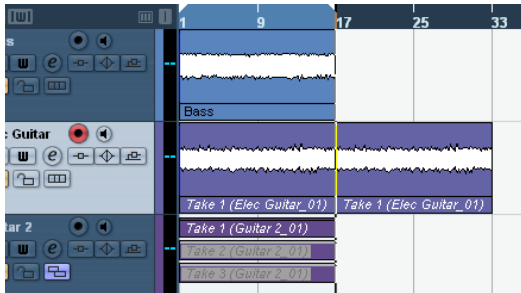 1 9 17 25 33
s
Bass
c Guitar
e
Take 1 (Elec Guitar_01) Take 1 (Elec Guitar_01)
tar 2
e
Take 1 (Guitar 2_01)
Take 2 (Guitar 2_01)
Take 3 (Guitar 2_01)